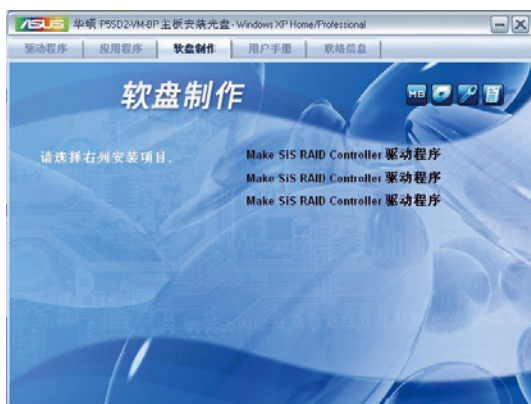 ASUS 华硕 P5SD2-VM-BP 主板安装光盘 - Windows XP Home/Professional
驱动程序 应用程序 软盘制作 用户手册 联络信息
软盘制作
请选择右列安装项目.
Make SiS RAID Controller 驱动程序
Make SiS RAID Controller 驱动程序
Make SiS RAID Controller 驱动程序